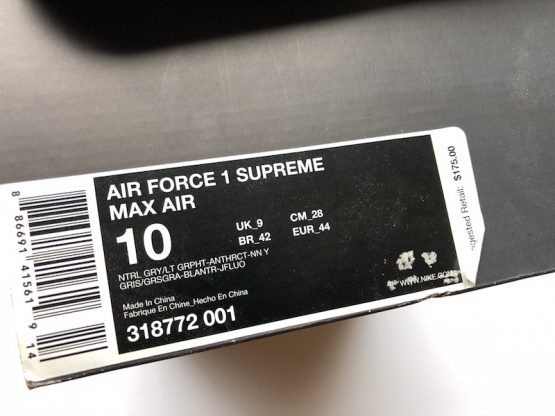 AIR FORCE 1 SUPREME
MAX AIR
10
UK_9 CM_28
BR_42 EUR_44
NTRL GRY/LT GRPHT-ANTHRCT-NN Y
GRIS/GRSGRA-BLANTR-JFLUO
Made In China
Fabrique En Chine_Hecho En China
318772 001
WWW.NIKE.COM
Retail: $175.00
8 86691 41561 9 14